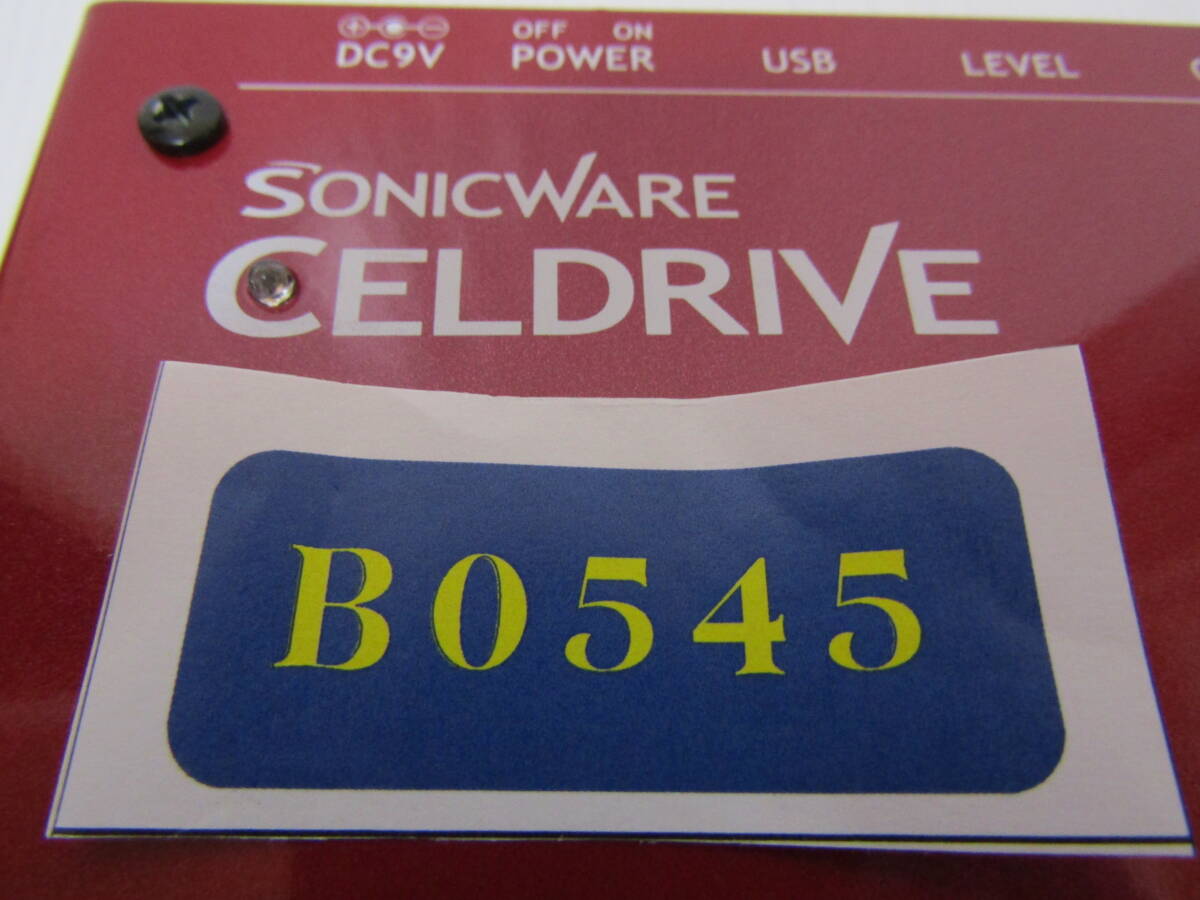 OFF ON
DC9V POWER USB LEVEL
SONICWARE
CELDRIVE
B0545